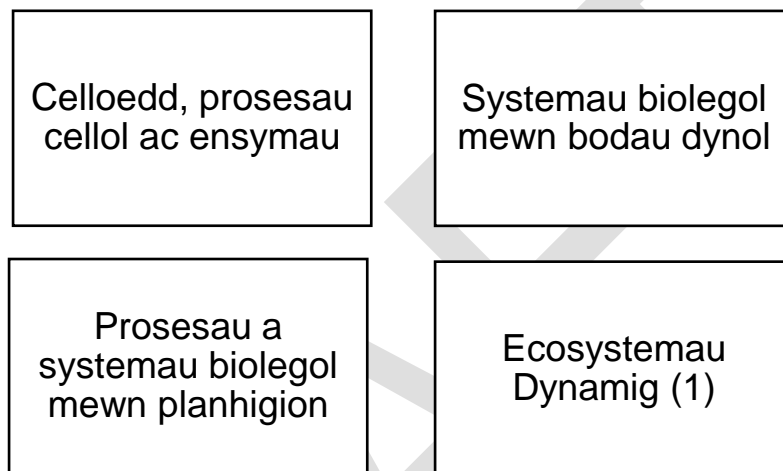 Celloedd, prosesau
cellol ac ensymau
Systemau biolegol
mewn bodau dynol
Prosesau a
systemau biolegol
mewn planhigion
Ecosystemau
Dynamig (1)